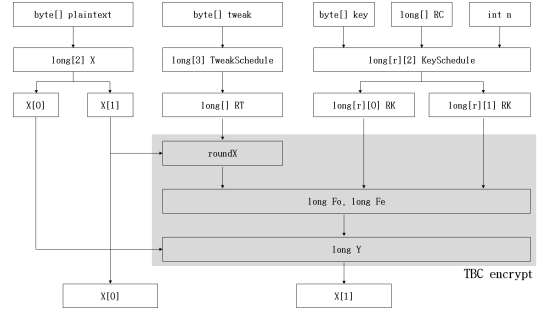 byte[] plaintext
byte[] tweak
byte[] key
long[] RC
int n
long[2] X
long[3] TweakSchedule
long[r][2] KeySchedule
X[0]
X[1]
long[] RT
long[r][0] RK
long[r][1] RK
roundX
long Fo, long Fe
long Y
TBC encrypt
X[0]
X[1]